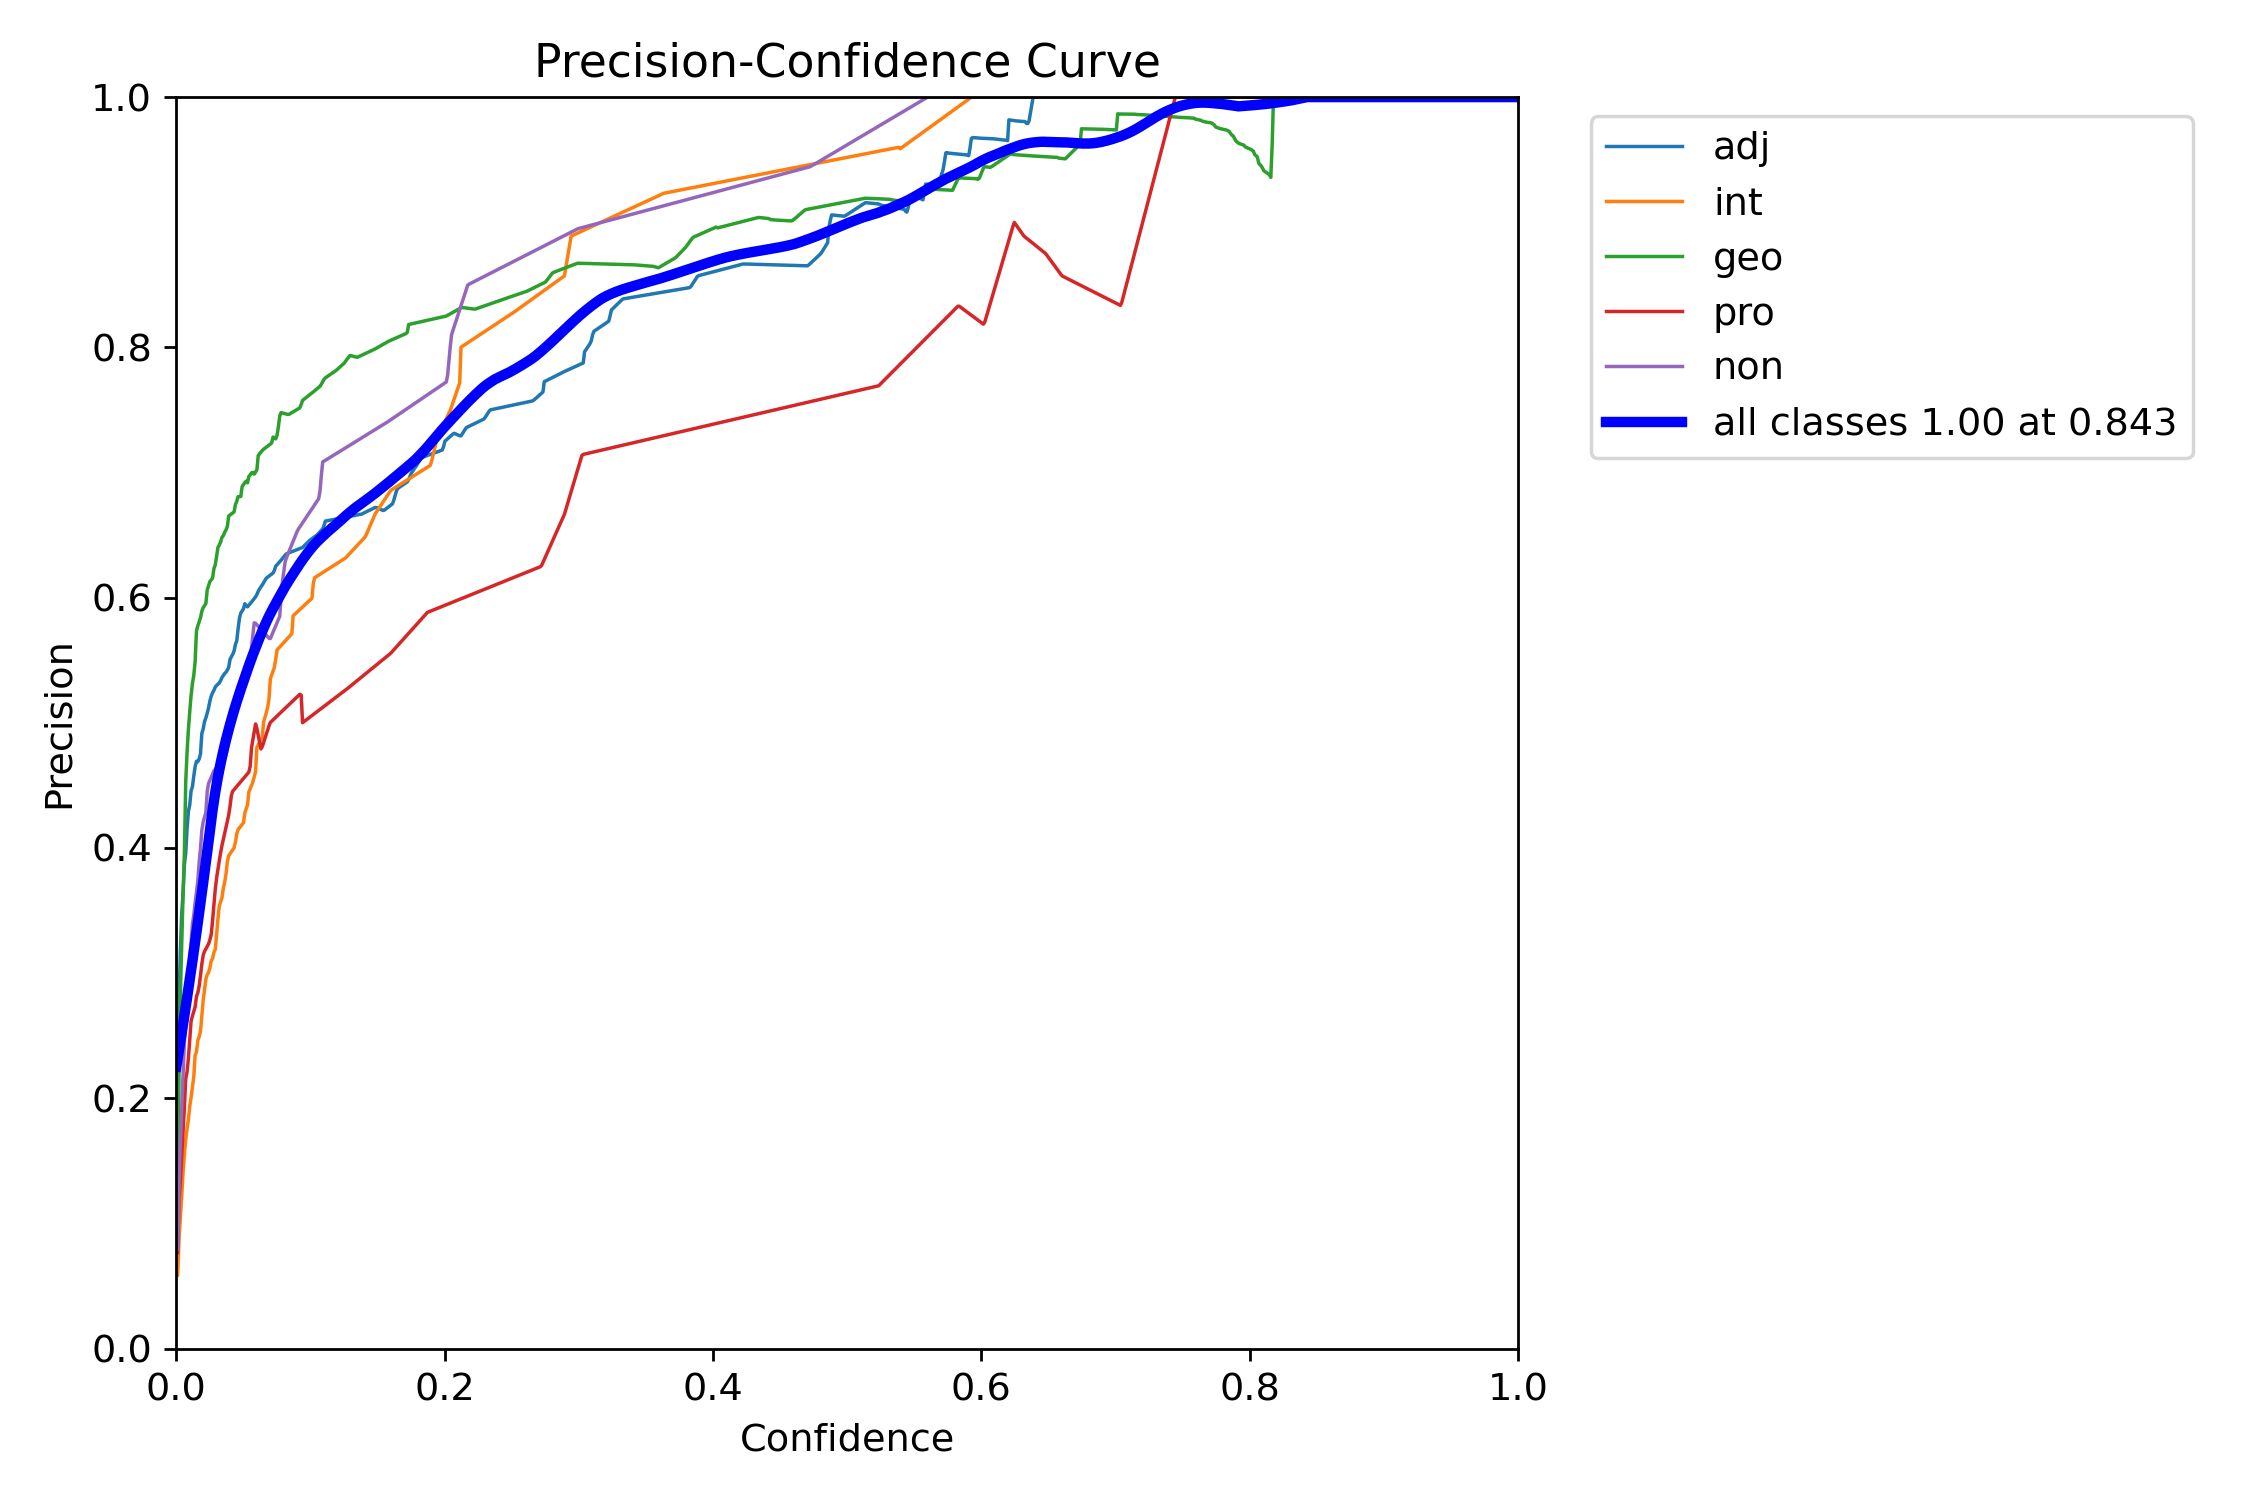 Precision-Confidence Curve
1.0
0.8
0.6
0.4
0.2
0.0
Precision
0.0 0.2 0.4 0.6 0.8 1.0
Confidence
adj
int
geo
pro
non
all classes 1.00 at 0.843